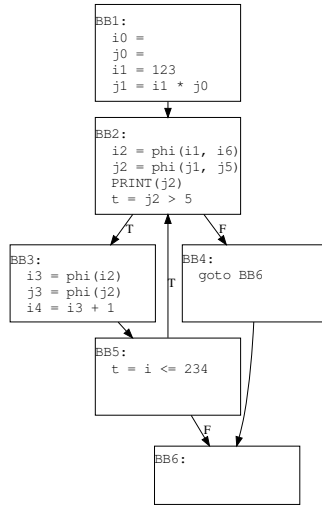 BB1:
i0 =
j0 =
i1 = 123
j1 = i1 * j0
BB2:
i2 = phi(i1, i6)
j2 = phi(j1, j5)
PRINT(j2)
t = j2 > 5
T
F
BB3:
i3 = phi(i2)
j3 = phi(j2)
i4 = i3 + 1
T
BB4:
goto BB6
BB5:
t = i <= 234
F
BB6: